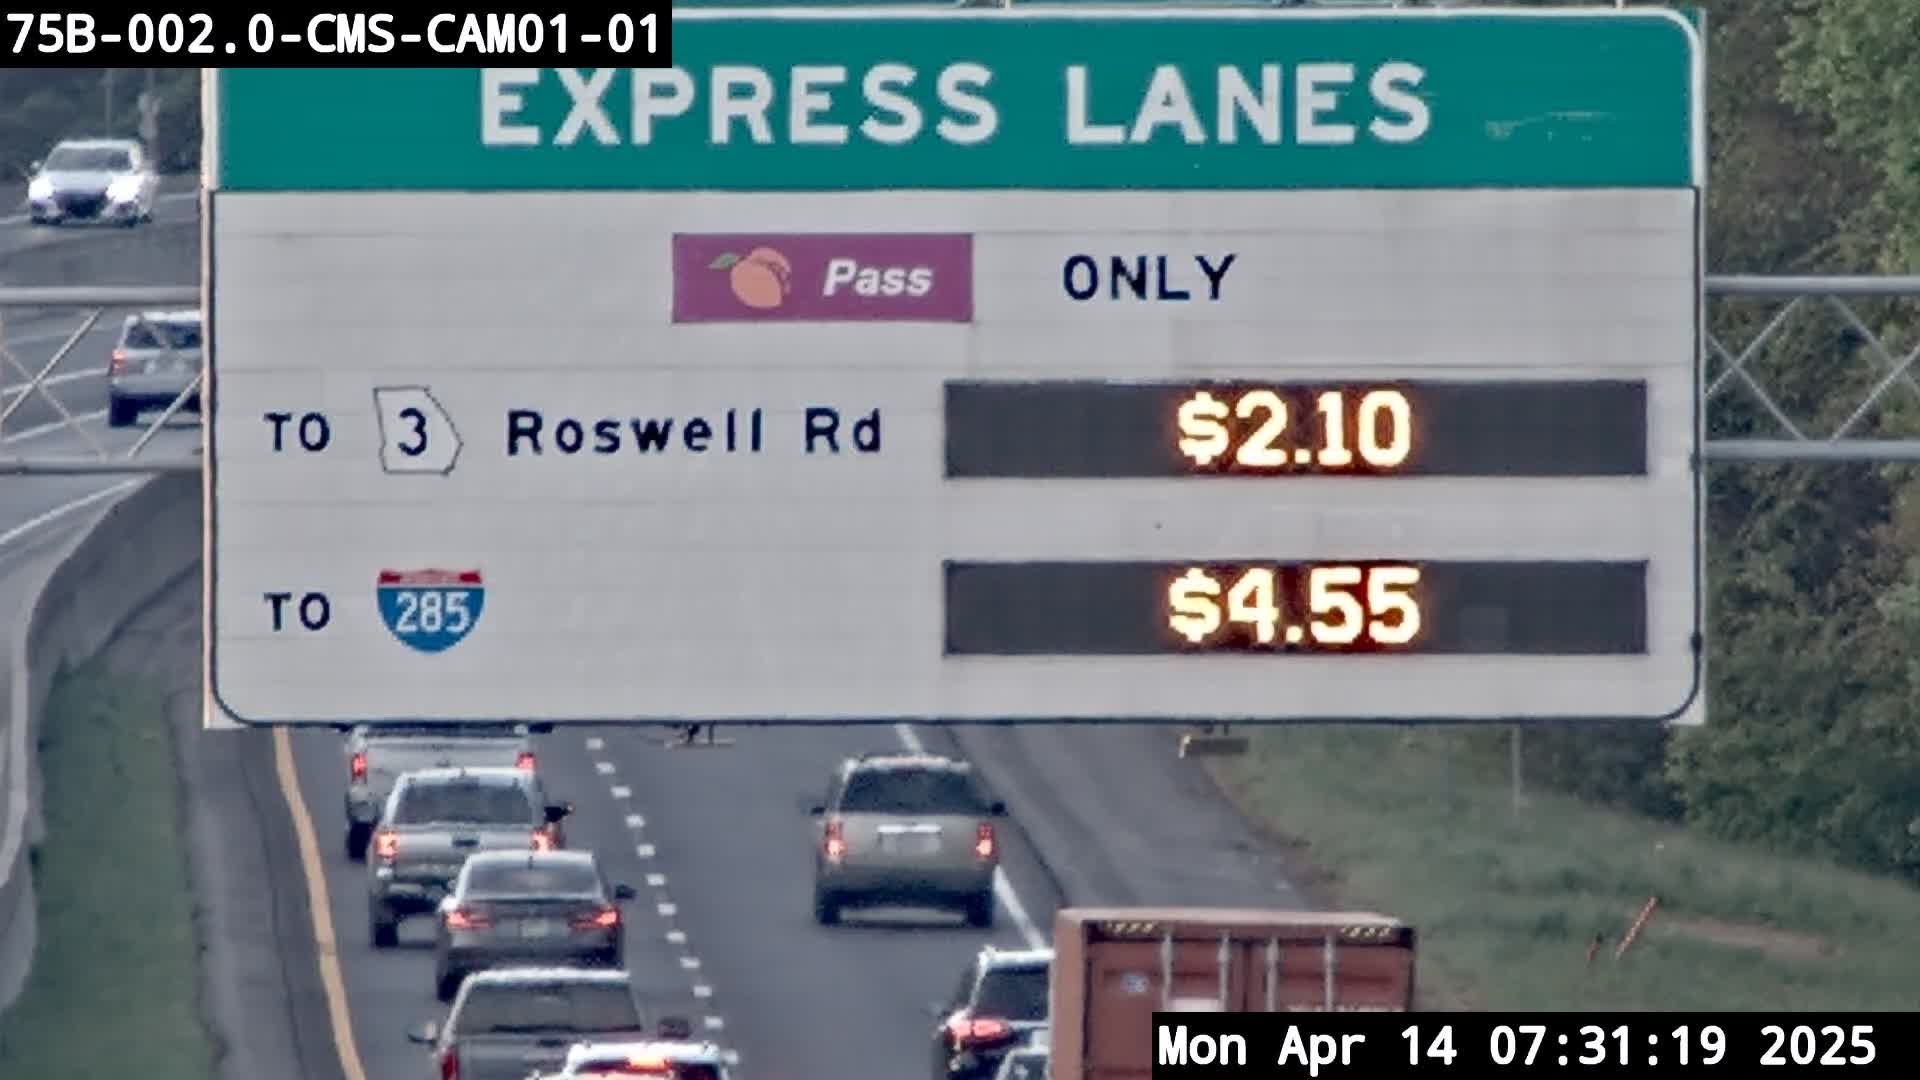 75B-002.0-CMS-CAM01-01
EXPRESS LANES
Pass ONLY
TO 3 Roswell Rd $2.10
TO 285 $4.55
Mon Apr 14 07:31:19 2025